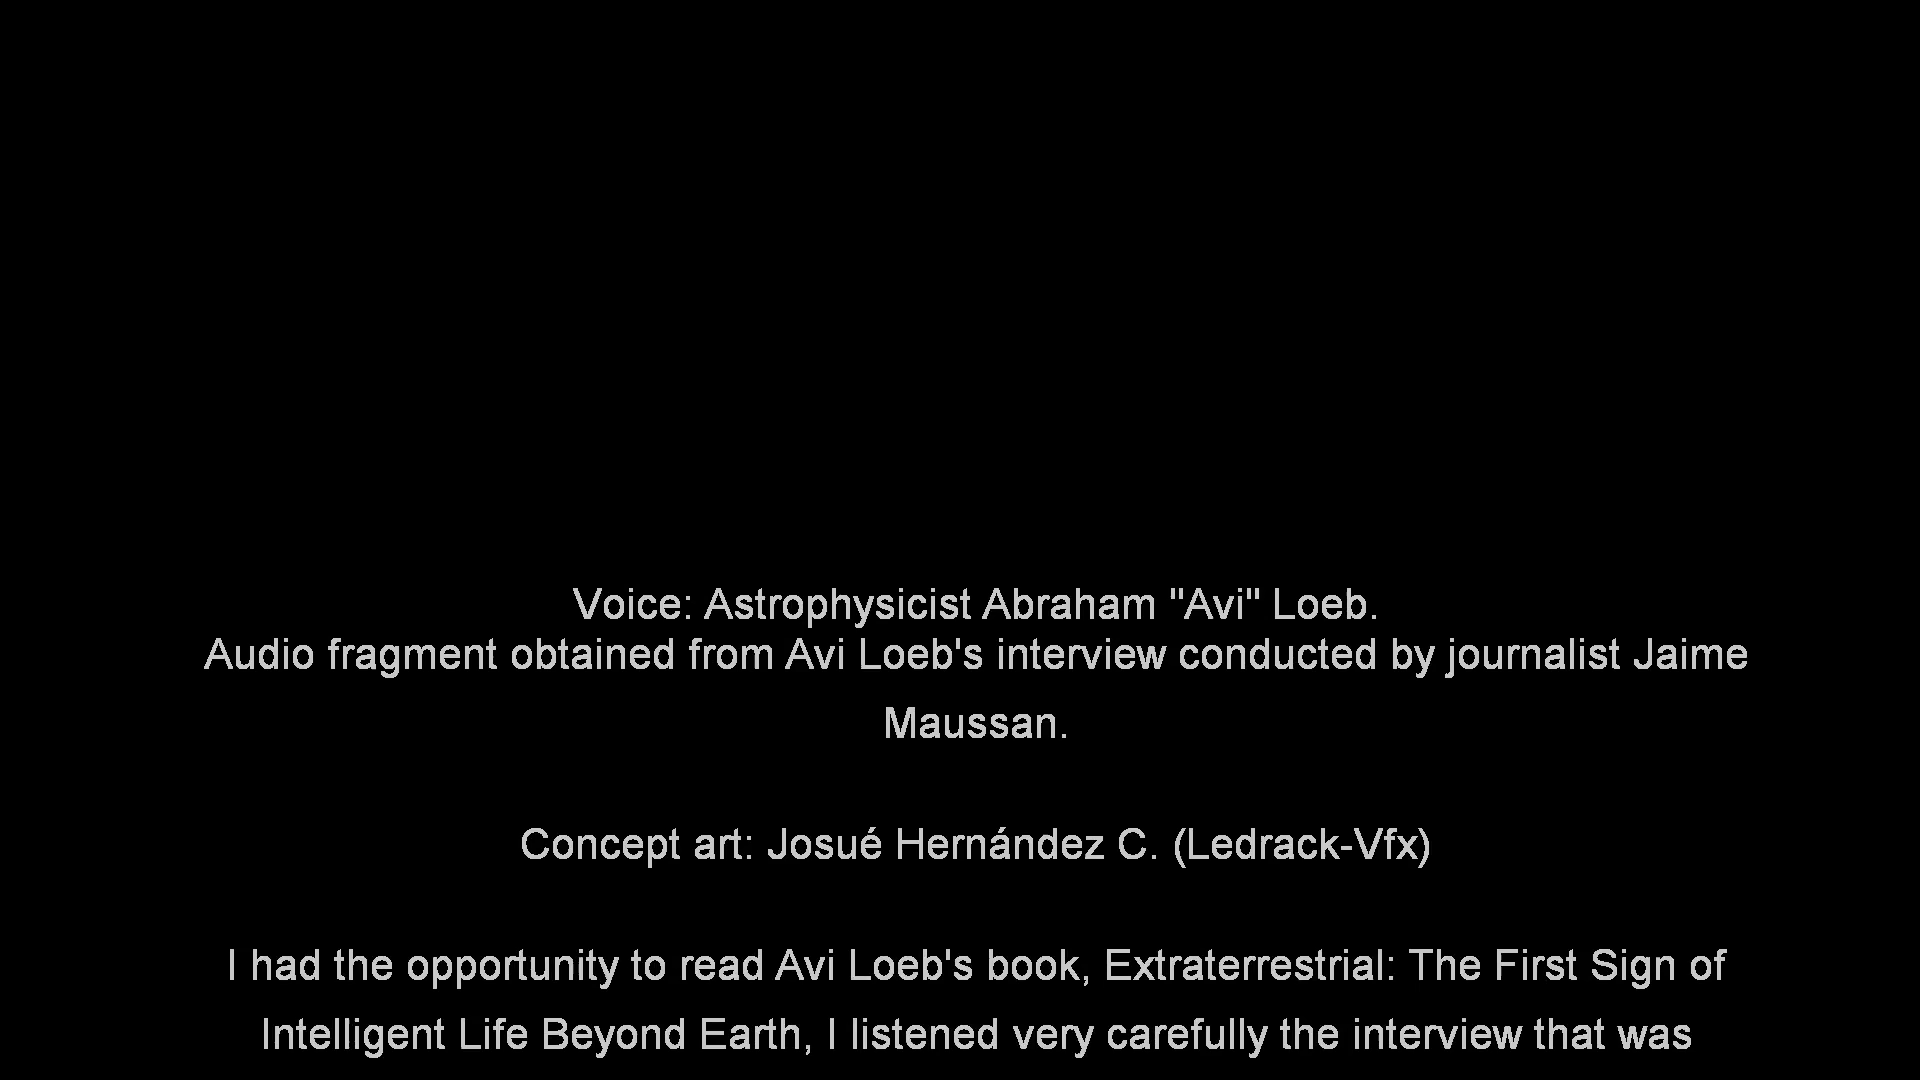 Voice: Astrophysicist Abraham "Avi" Loeb.
Audio fragment obtained from Avi Loeb's interview conducted by journalist Jaime
Maussan.
Concept art: Josué Hernández C. (Ledrack-Vfx)
I had the opportunity to read Avi Loeb's book, Extraterrestrial: The First Sign of
Intelligent Life Beyond Earth, I listened very carefully the interview that was